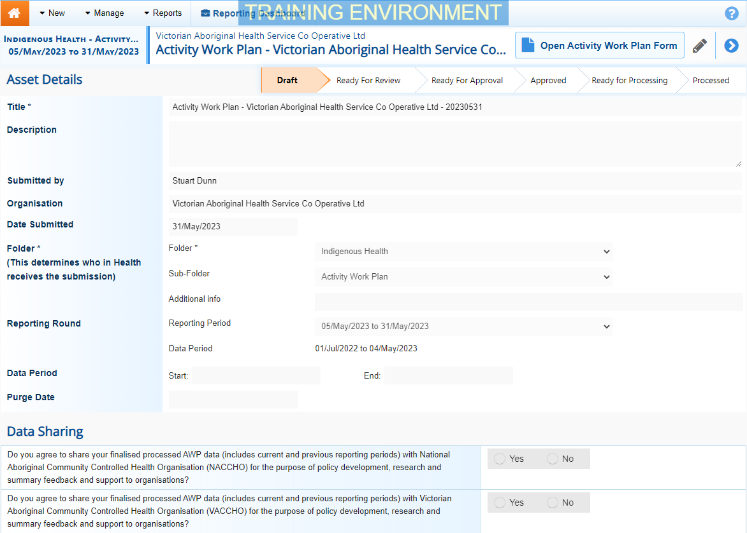 New Manage Reports Reporting Dashboard
TRAINING ENVIRONMENT
?
Indigenous Health - Activity...
05/May/2023 to 31/May/2023
Victorian Aboriginal Health Service Co Operative Ltd
Activity Work Plan - Victorian Aboriginal Health Service Co...
Open Activity Work Plan Form
Asset Details
Draft Ready For Review Ready For Approval Approved Ready for Processing Processed
Title * Activity Work Plan - Victorian Aboriginal Health Service Co Operative Ltd - 20230531
Description
Submitted by Stuart Dunn
Organisation Victorian Aboriginal Health Service Co Operative Ltd
Date Submitted 31/May/2023
Folder * Folder * Indigenous Health
(This determines who in Health
receives the submission)
Sub-Folder Activity Work Plan
Additional info
Reporting Round Reporting Period 05/May/2023 to 31/May/2023
Data Period 01/Jul/2022 to 04/May/2023
Data Period Start: End:
Purge Date
Data Sharing
Do you agree to share your finalised processed AWP data (includes current and previous reporting periods) with National
Aboriginal Community Controlled Health Organisation (NACCHO) for the purpose of policy development, research and
summary feedback and support to organisations?
Yes No
Do you agree to share your finalised processed AWP data (includes current and previous reporting periods) with Victorian
Aboriginal Community Controlled Health Organisation (VACCHO) for the purpose of policy development, research and
summary feedback and support to organisations?
Yes No